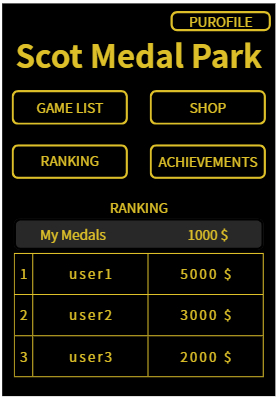 PUROFILE
Scot Medal Park
GAME LIST SHOP
RANKING ACHIEVEMENTS
RANKING
My Medals 1000 $
1 user1 5000 $
2 user2 3000 $
3 user3 2000 $